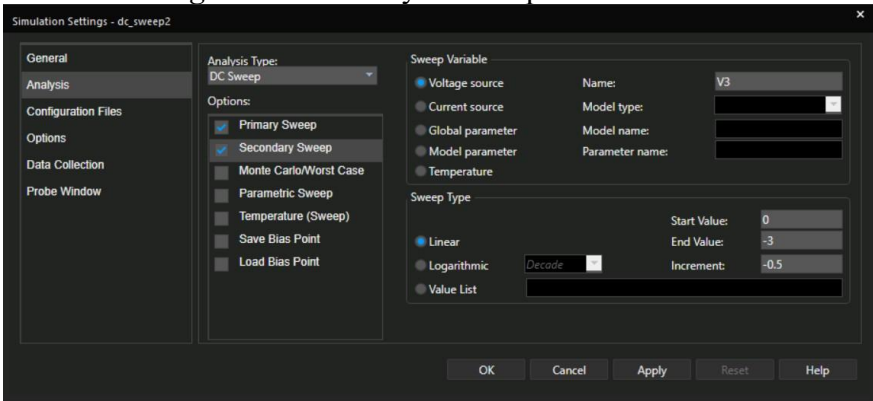 Simulation Settings - dc_sweep2
×
General
Analysis
Configuration Files
Options
Data Collection
Probe Window
Analysis Type:
DC Sweep
Options:
Primary Sweep
Secondary Sweep
Monte Carlo/Worst Case
Parametric Sweep
Temperature (Sweep)
Save Bias Point
Load Bias Point
Sweep Variable
Voltage source
Name: V3
Current source
Model type:
Global parameter
Model name:
Model parameter
Parameter name:
Temperature
Sweep Type
Start Value: 0
Linear
End Value: -3
Logarithmic
Decade
Increment: -0.5
Value List
OK Cancel Apply Reset Help